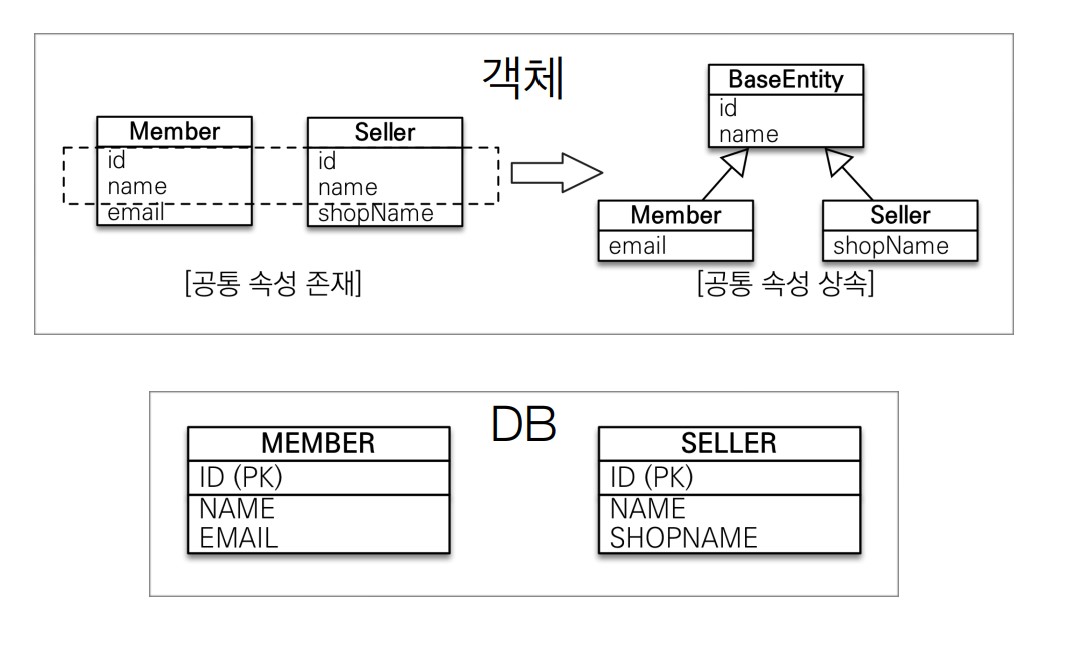 객체
Member
id
name
email
Seller
id
name
shopName
[공통 속성 존재]
BaseEntity
id
name
Member
email
Seller
shopName
[공통 속성 상속]
DB
MEMBER
ID (PK)
NAME
EMAIL
SELLER
ID (PK)
NAME
SHOPNAME